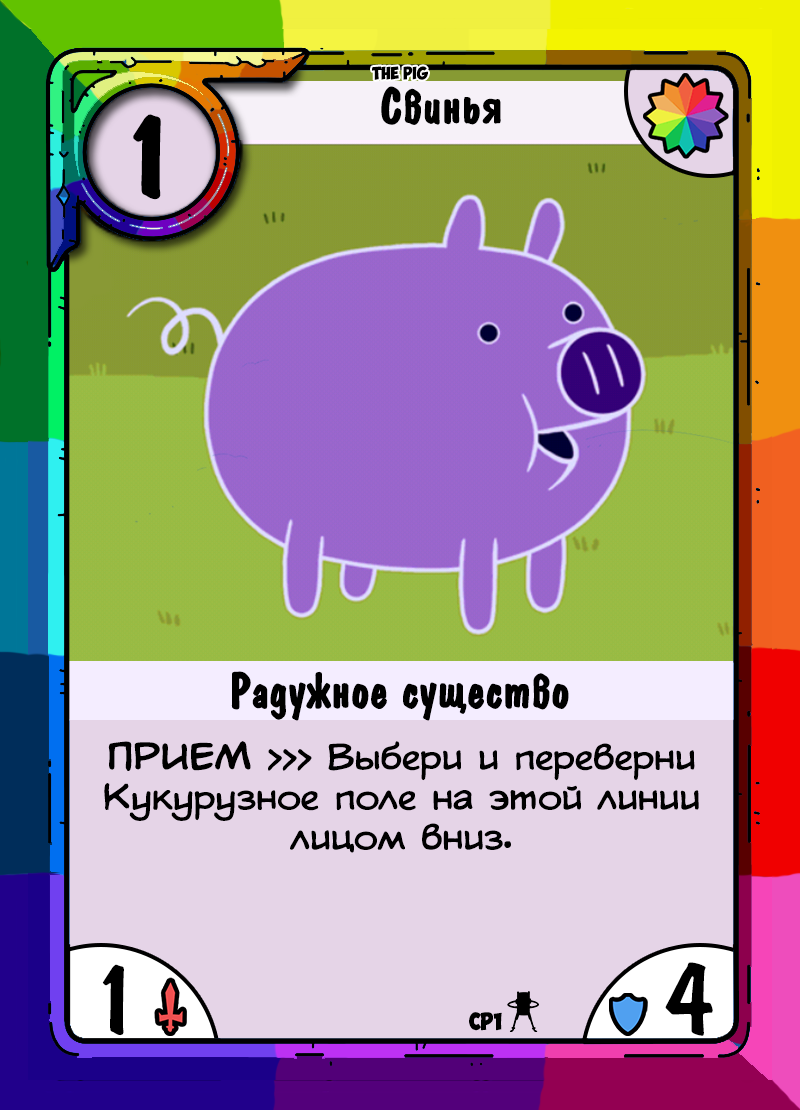 THE PIG
Свинья
1
Радужное существо
ПРИЕМ >>> Выбери и переверни
Кукурузное поле на этой линии
лицом вниз.
1
CP1
4